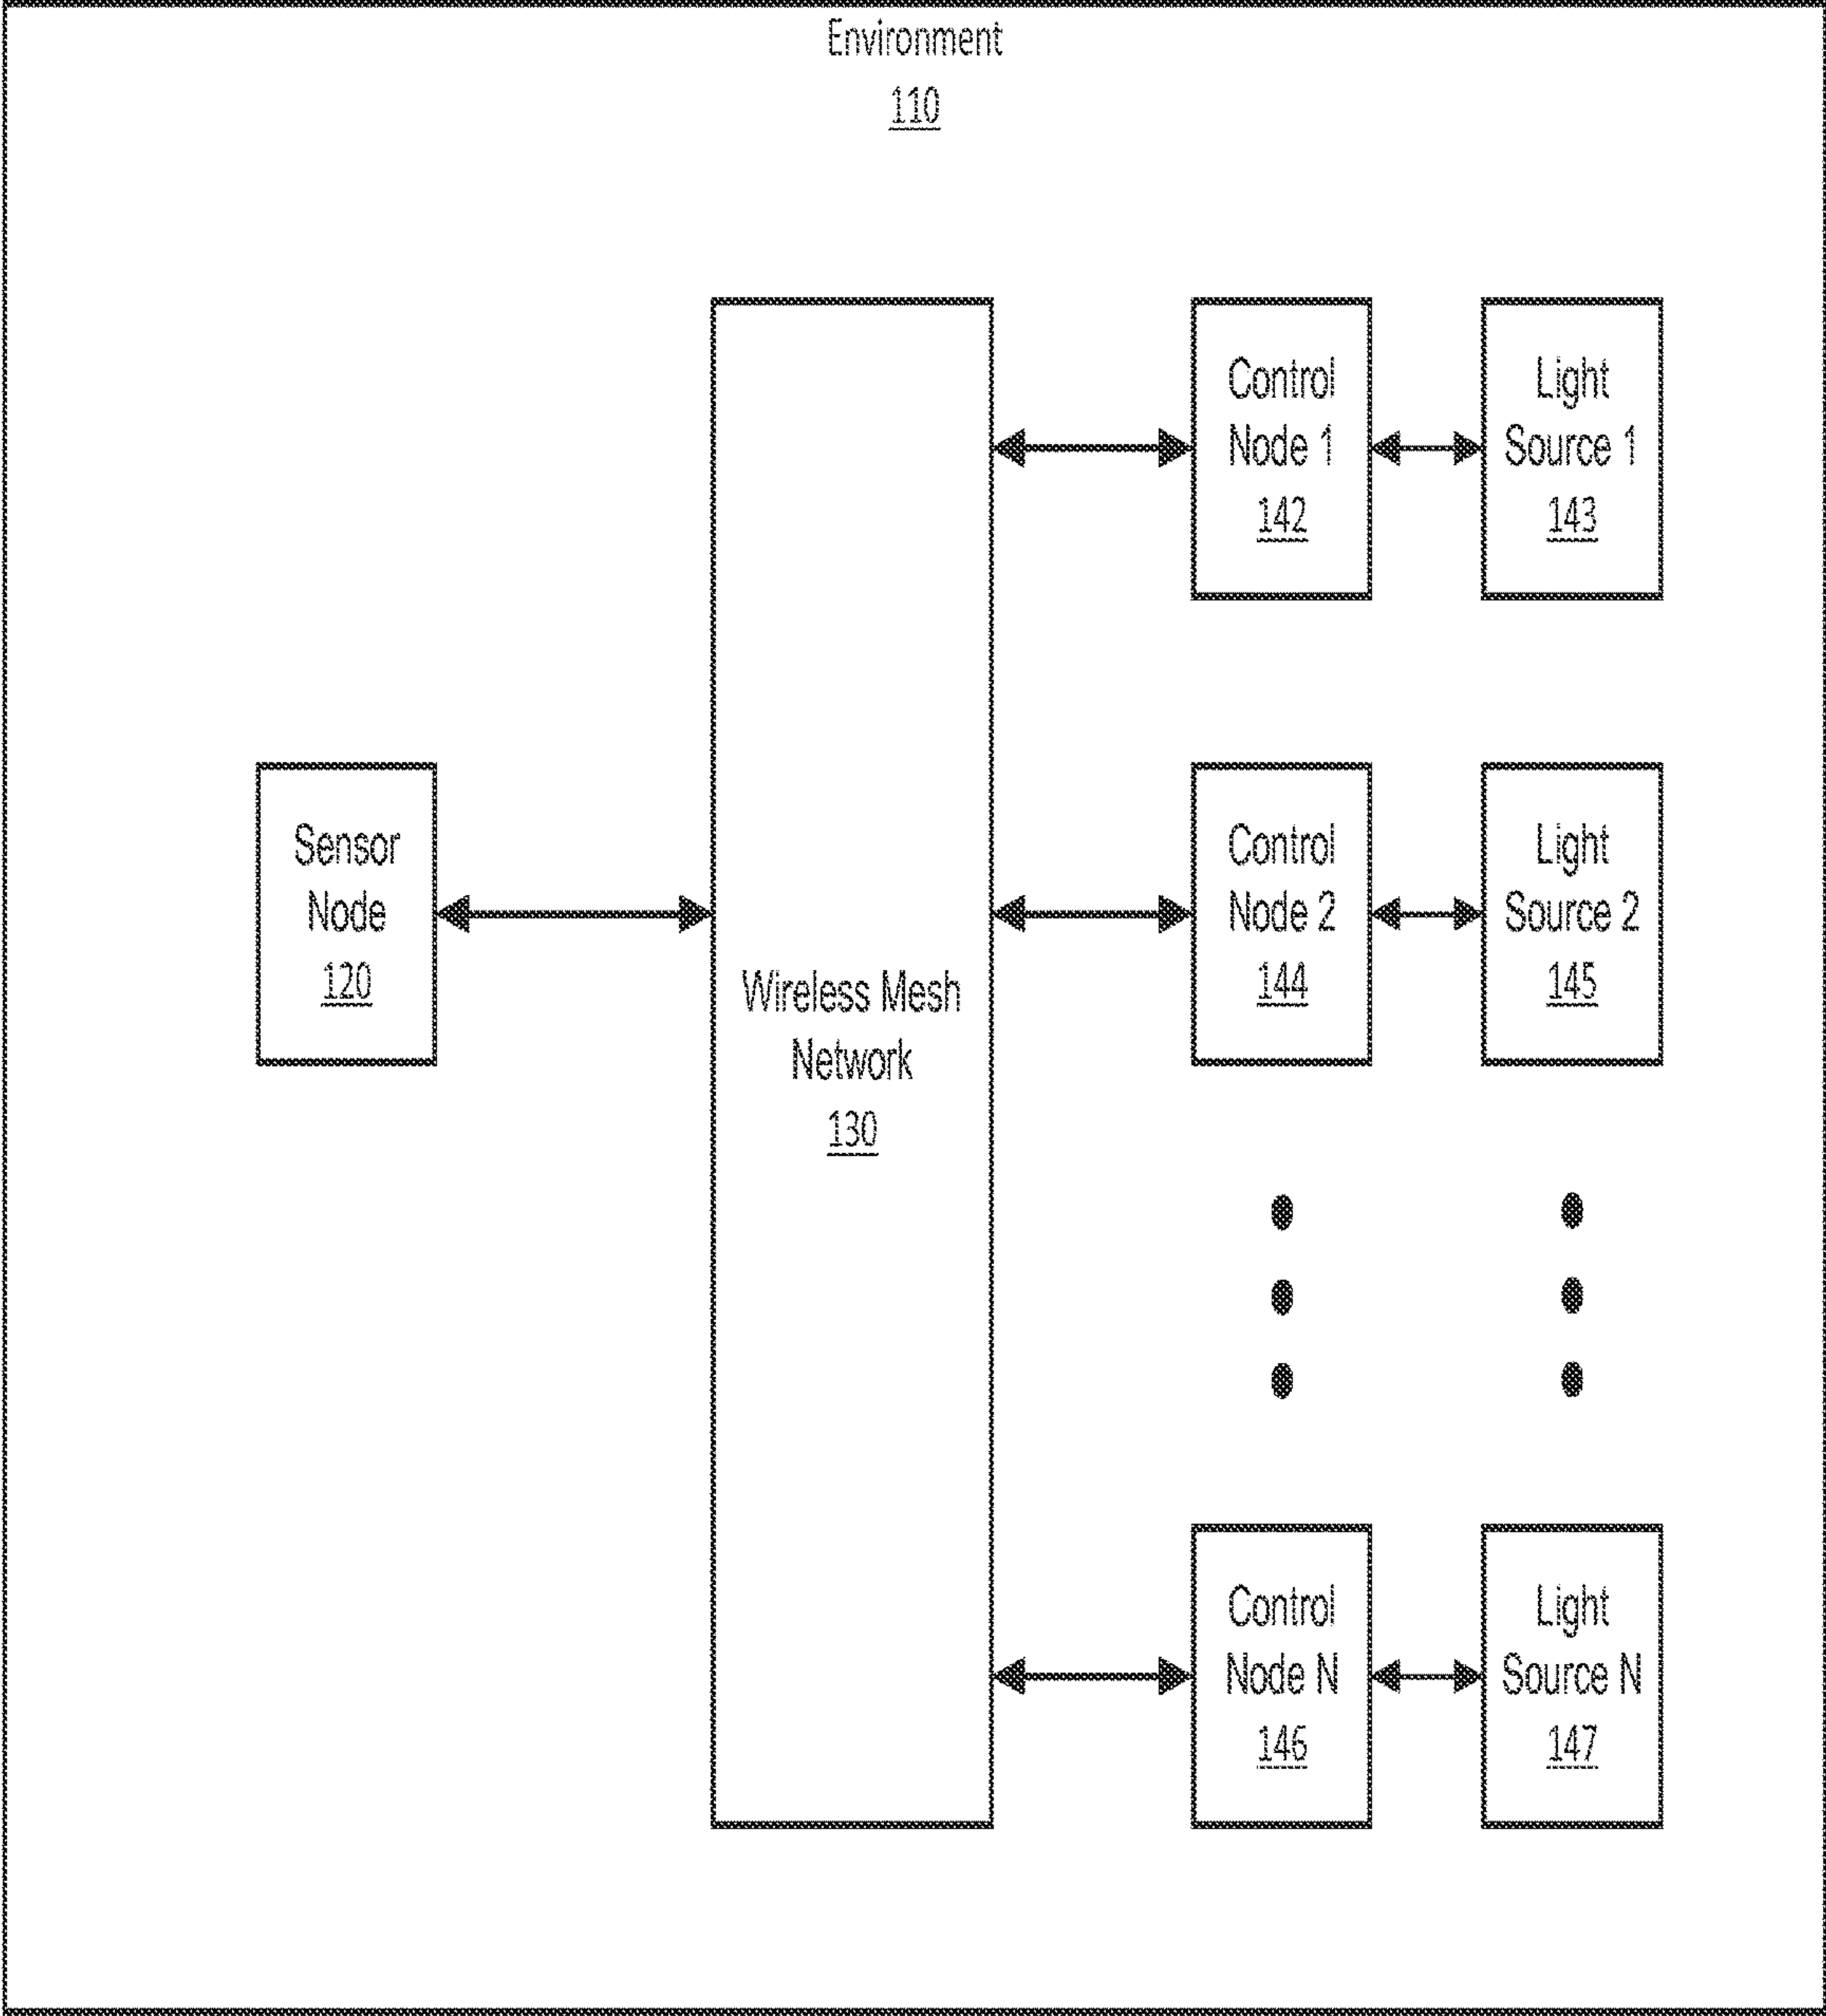 Environment
110
Control
Node 1
142
Light
Source 1
143
Sensor
Node
120
Wireless Mesh
Network
130
Control
Node 2
144
Light
Source 2
145
Control
Node N
146
Light
Source N
147